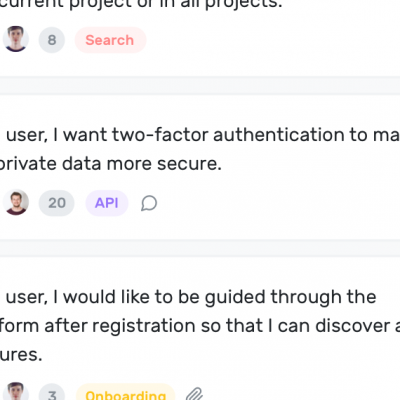 current project or in all projects.
8 Search
user, I want two-factor authentication to ma
private data more secure.
20 API
user, I would like to be guided through the
form after registration so that I can discover a
ures.
3 Onboarding